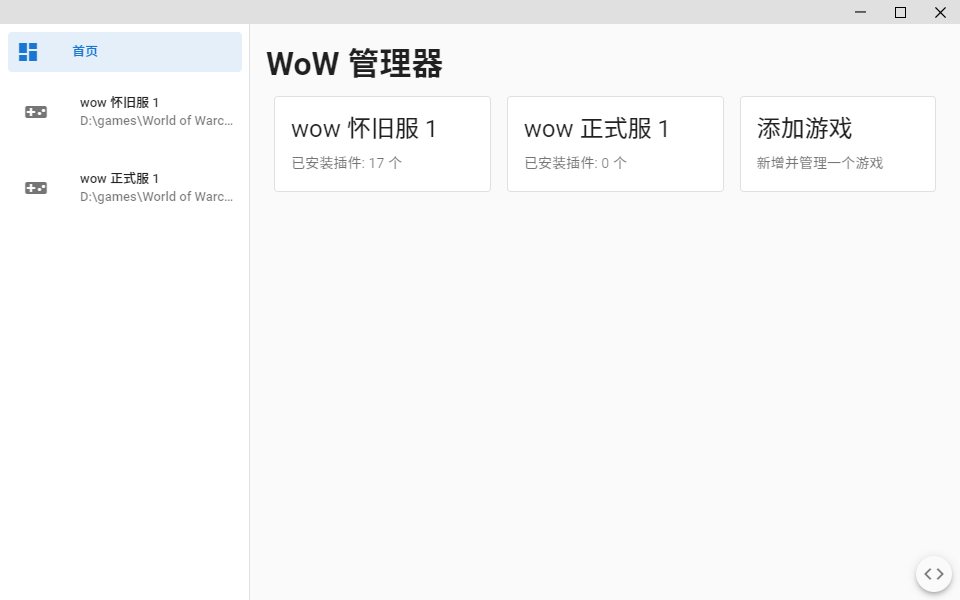 首页
wow 怀旧服 1
D:\games\World of Warc...
wow 正式服 1
D:\games\World of Warc...
WoW 管理器
wow 怀旧服 1
已安装插件: 17 个
wow 正式服 1
已安装插件: 0 个
添加游戏
新增并管理一个游戏